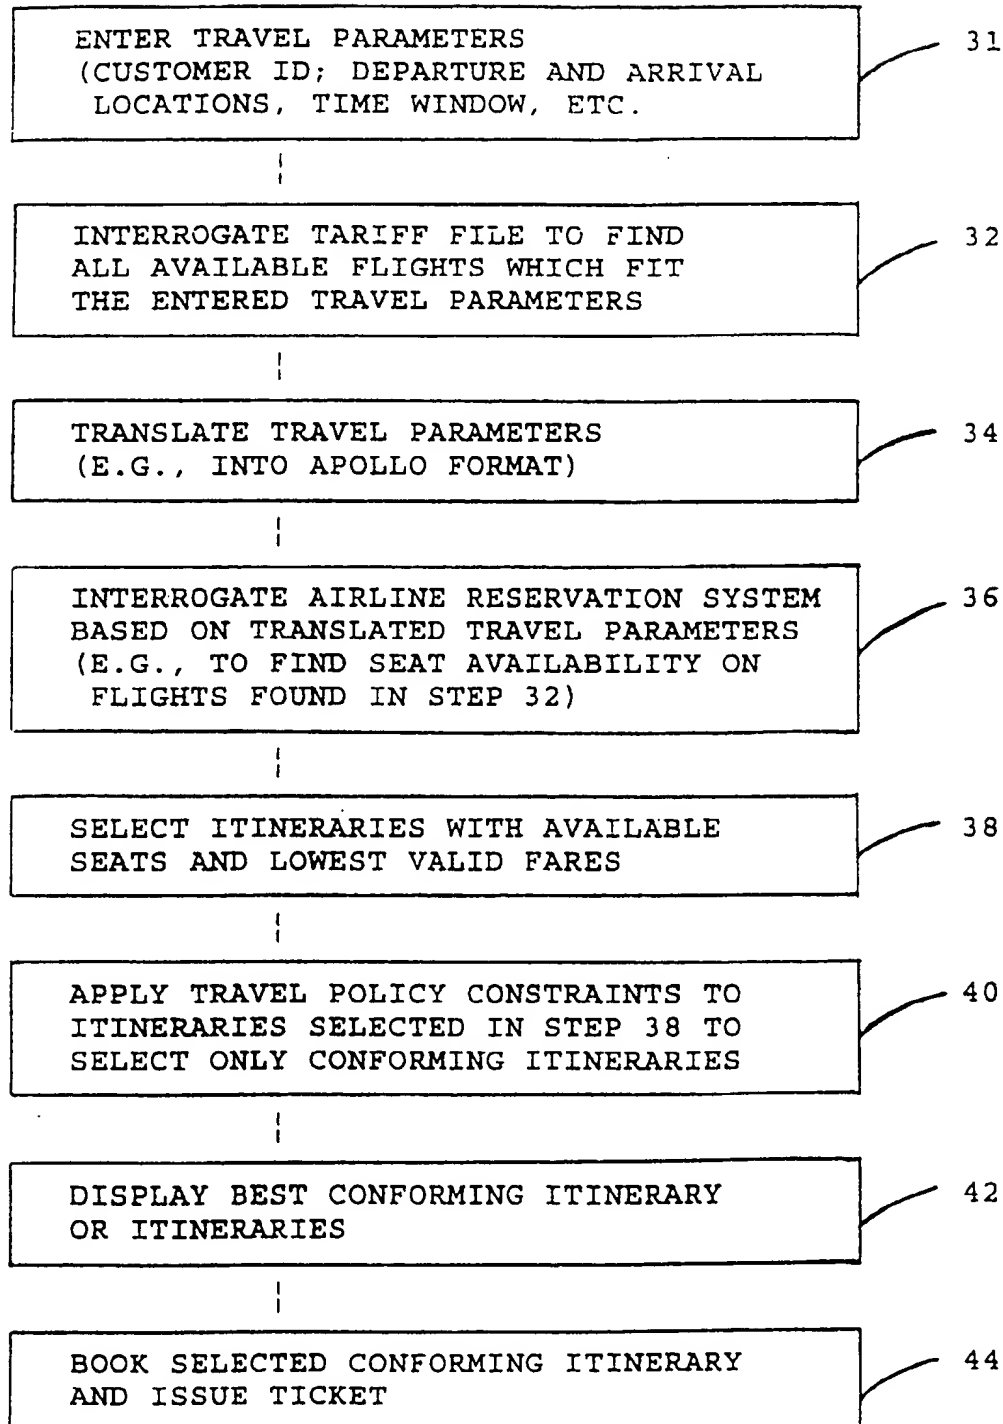 ENTER TRAVEL PARAMETERS
(CUSTOMER ID; DEPARTURE AND ARRIVAL
LOCATIONS, TIME WINDOW, ETC.
31
INTERROGATE TARIFF FILE TO FIND
ALL AVAILABLE FLIGHTS WHICH FIT
THE ENTERED TRAVEL PARAMETERS
32
TRANSLATE TRAVEL PARAMETERS
(E.G., INTO APOLLO FORMAT)
34
INTERROGATE AIRLINE RESERVATION SYSTEM
BASED ON TRANSLATED TRAVEL PARAMETERS
(E.G., TO FIND SEAT AVAILABILITY ON
FLIGHTS FOUND IN STEP 32)
36
SELECT ITINERARIES WITH AVAILABLE
SEATS AND LOWEST VALID FARES
38
APPLY TRAVEL POLICY CONSTRAINTS TO
ITINERARIES SELECTED IN STEP 38 TO
SELECT ONLY CONFORMING ITINERARIES
40
DISPLAY BEST CONFORMING ITINERARY
OR ITINERARIES
42
BOOK SELECTED CONFORMING ITINERARY
AND ISSUE TICKET
44